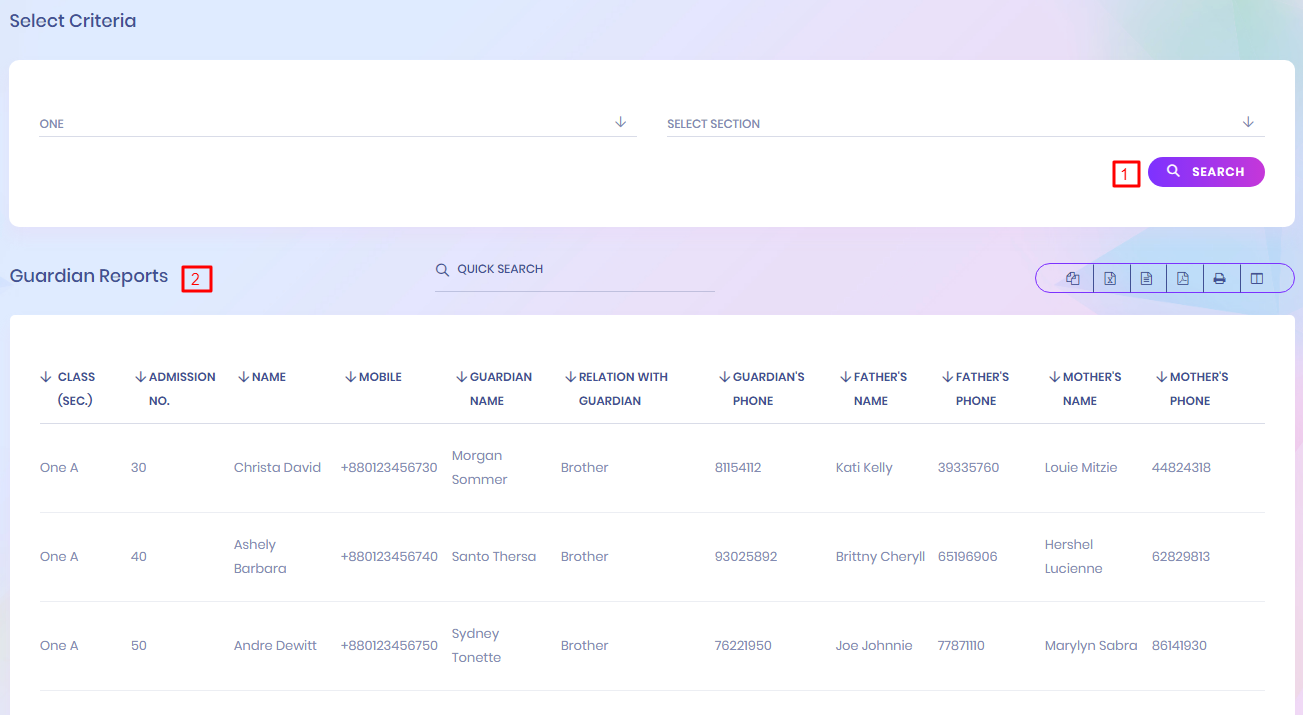 Select Criteria
ONE
SELECT SECTION
1
SEARCH
Guardian Reports
2
QUICK SEARCH
CLASS (SEC.)
ADMISSION NO.
NAME
MOBILE
GUARDIAN NAME
RELATION WITH GUARDIAN
GUARDIAN'S PHONE
FATHER'S NAME
FATHER'S PHONE
MOTHER'S NAME
MOTHER'S PHONE
One A 30 Christa David +880123456730 Morgan Sommer Brother 81154112 Kati Kelly 39335760 Louie Mitzie 44824318
One A 40 Ashely Barbara +880123456740 Santo Thersa Brother 93025892 Brittny Cheryll 65196906 Hershel Lucienne 62829813
One A 50 Andre Dewitt +880123456750 Sydney Tonette Brother 76221950 Joe Johnnie 77871110 Marylyn Sabra 86141930